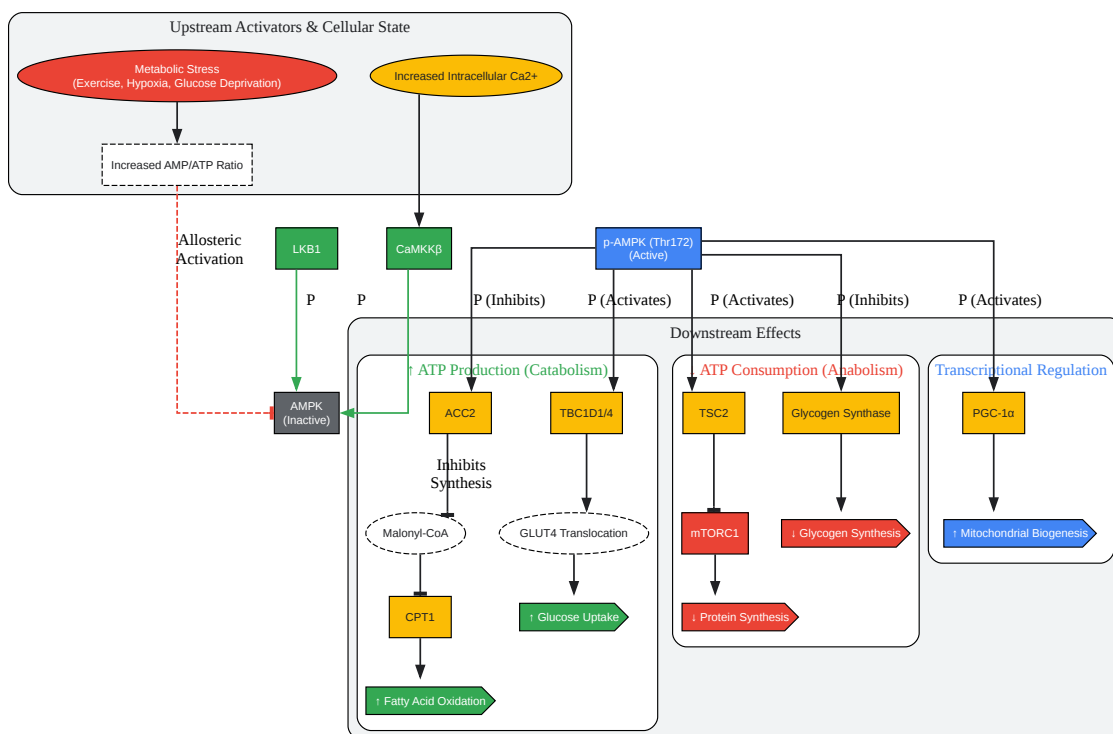 Upstream Activators & Cellular State
Metabolic Stress
(Exercise, Hypoxia, Glucose Deprivation)
Increased Intracellular Ca2+
Increased AMP/ATP Ratio
Allosteric
Activation
LKB1
CaMKKβ
p-AMPK (Thr172)
(Active)
P
P
P (Inhibits)
P (Activates)
P (Activates)
P (Inhibits)
P (Activates)
Downstream Effects
↑ ATP Production (Catabolism)
↓ ATP Consumption (Anabolism)
Transcriptional Regulation
AMPK
(Inactive)
ACC2
TBC1D1/4
TSC2
Glycogen Synthase
PGC-1α
Inhibits
Synthesis
Malonyl-CoA
GLUT4 Translocation
mTORC1
↓ Glycogen Synthesis
↑ Mitochondrial Biogenesis
CPT1
↑ Glucose Uptake
↓ Protein Synthesis
↑ Fatty Acid Oxidation